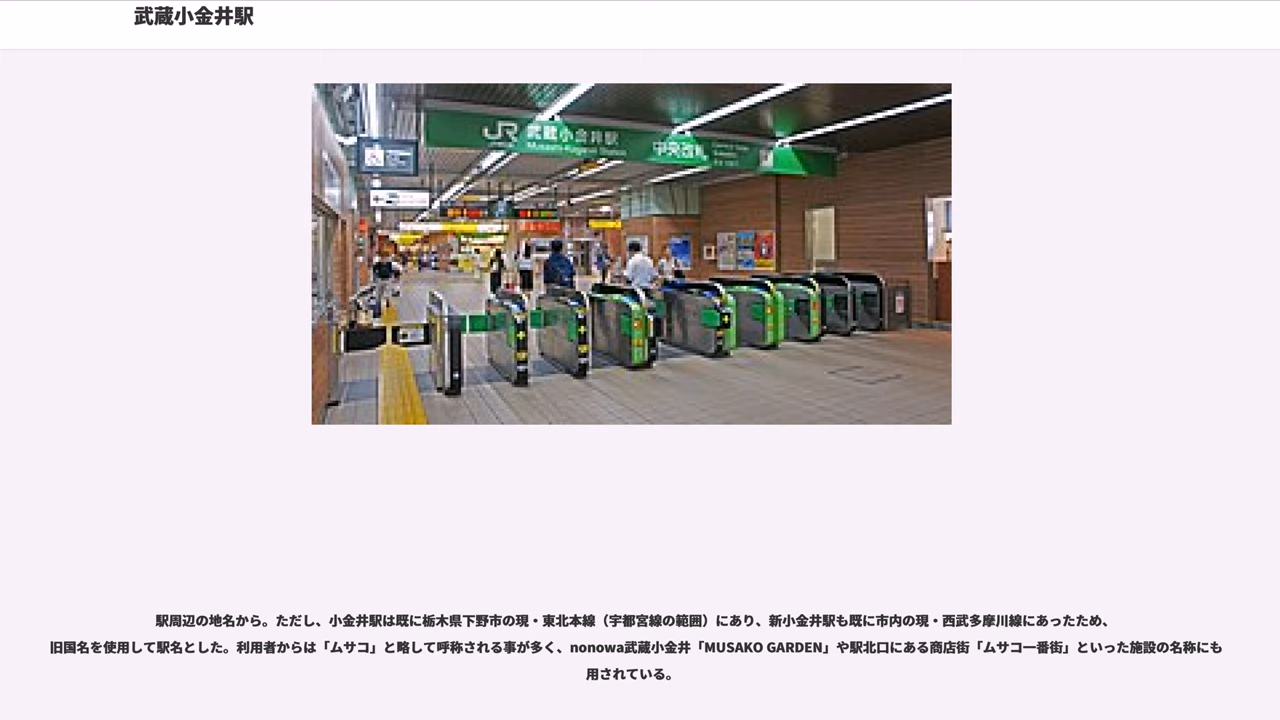 武蔵小金井駅
JR 武蔵小金井駅
Musashi-Koganei Station
中央改札
駅周辺の地名から。ただし、小金井駅は既に栃木県下野市の現・東北本線（宇都宮線の範囲）にあり、新小金井駅も既に市内の現・西武多摩川線にあったため、
旧国名を使用して駅名とした。利用者からは「ムサコ」と略して呼称される事が多く、nonowa武蔵小金井「MUSAKO GARDEN」や駅北口にある商店街「ムサコ一番街」といった施設の名称にも
用されている。